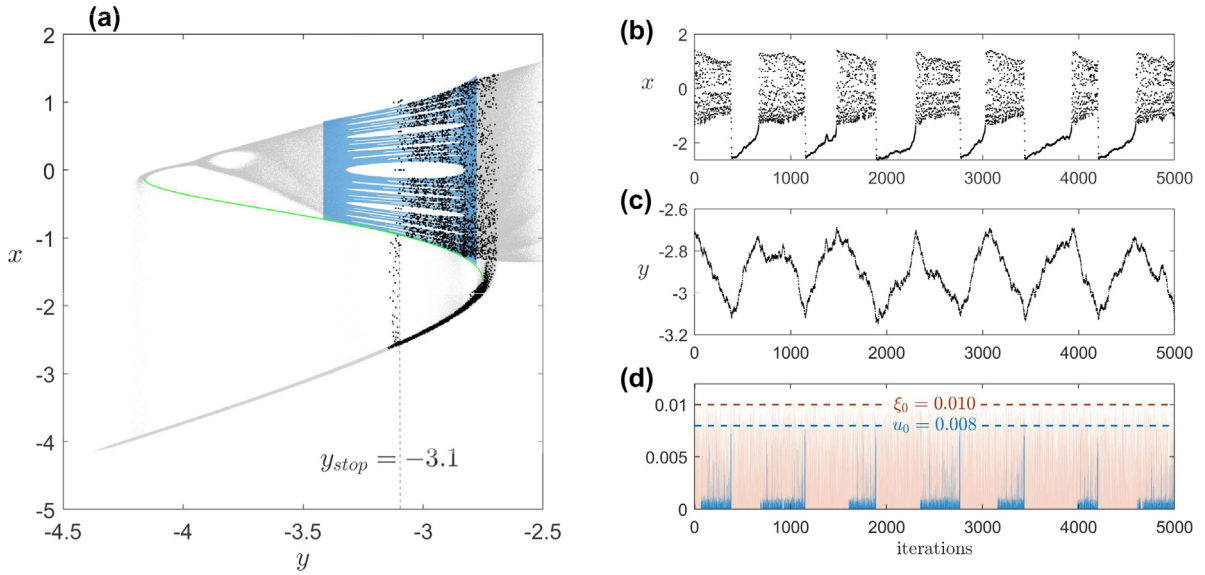 (a)
2
1
0
-1
-2
-3
-4
-5
x
y_stop = −3.1
-4.5 -4 -3.5 -3 -2.5
y
(b)
2
0
-2
x
0 1000 2000 3000 4000 5000
(c)
-2.6
-2.8
-3
-3.2
y
0 1000 2000 3000 4000 5000
(d)
0.01
0.005
0
ξ₀ = 0.010
u₀ = 0.008
0 1000 2000 3000 4000 5000
iterations